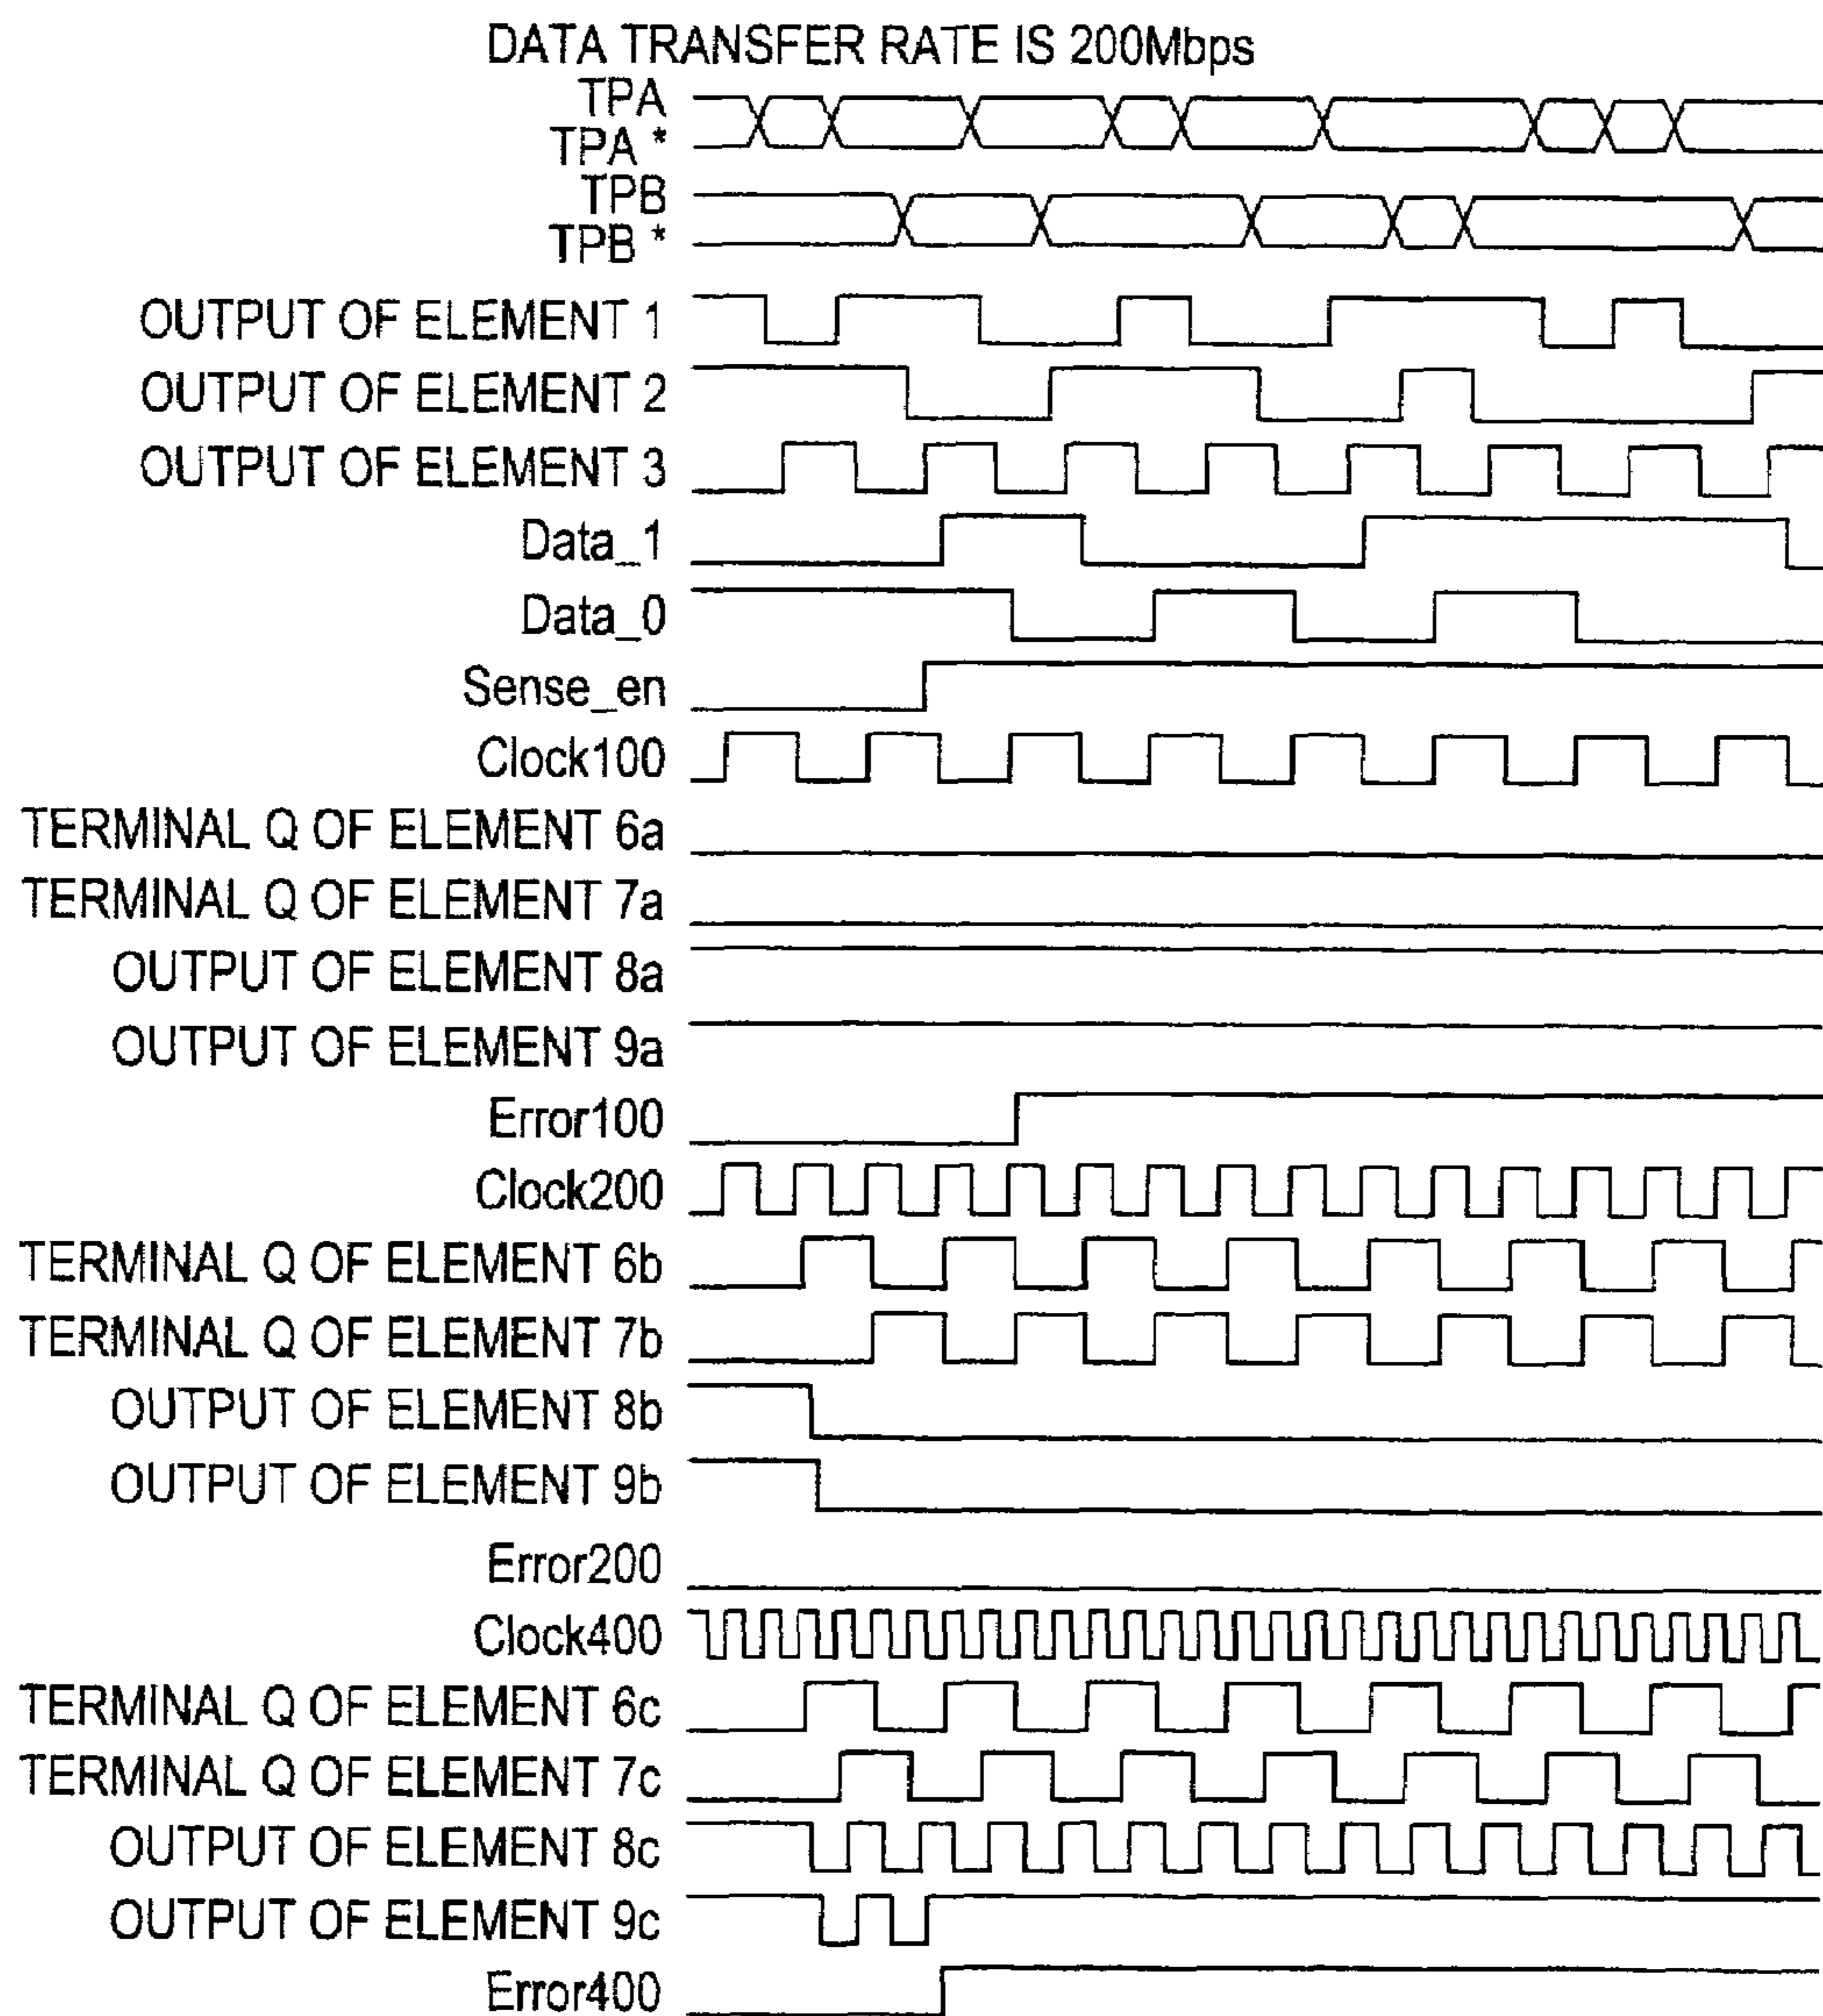 DATA TRANSFER RATE IS 200Mbps
TPA
TPA *
TPB
TPB *
OUTPUT OF ELEMENT 1
OUTPUT OF ELEMENT 2
OUTPUT OF ELEMENT 3
Data_1
Data_0
Sense_en
Clock100
TERMINAL Q OF ELEMENT 6a
TERMINAL Q OF ELEMENT 7a
OUTPUT OF ELEMENT 8a
OUTPUT OF ELEMENT 9a
Error100
Clock200
TERMINAL Q OF ELEMENT 6b
TERMINAL Q OF ELEMENT 7b
OUTPUT OF ELEMENT 8b
OUTPUT OF ELEMENT 9b
Error200
Clock400
TERMINAL Q OF ELEMENT 6c
TERMINAL Q OF ELEMENT 7c
OUTPUT OF ELEMENT 8c
OUTPUT OF ELEMENT 9c
Error400